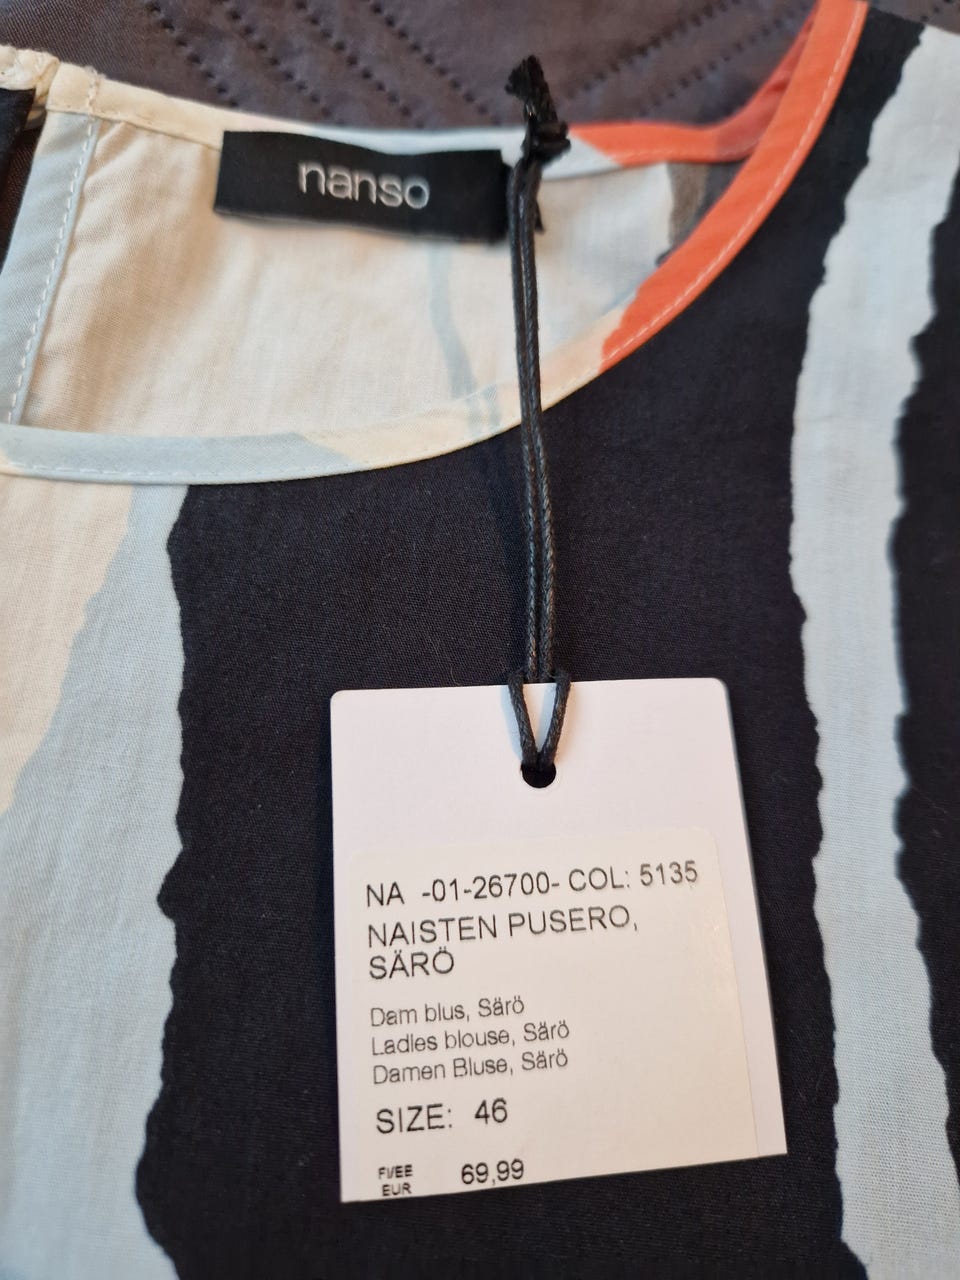 nanso
NA -01-26700- COL: 5135
NAISTEN PUSERO,
SÄRÖ
Dam blus, Särö
Ladies blouse, Särö
Damen Bluse, Särö
SIZE: 46
FI/EE
EUR 69,99